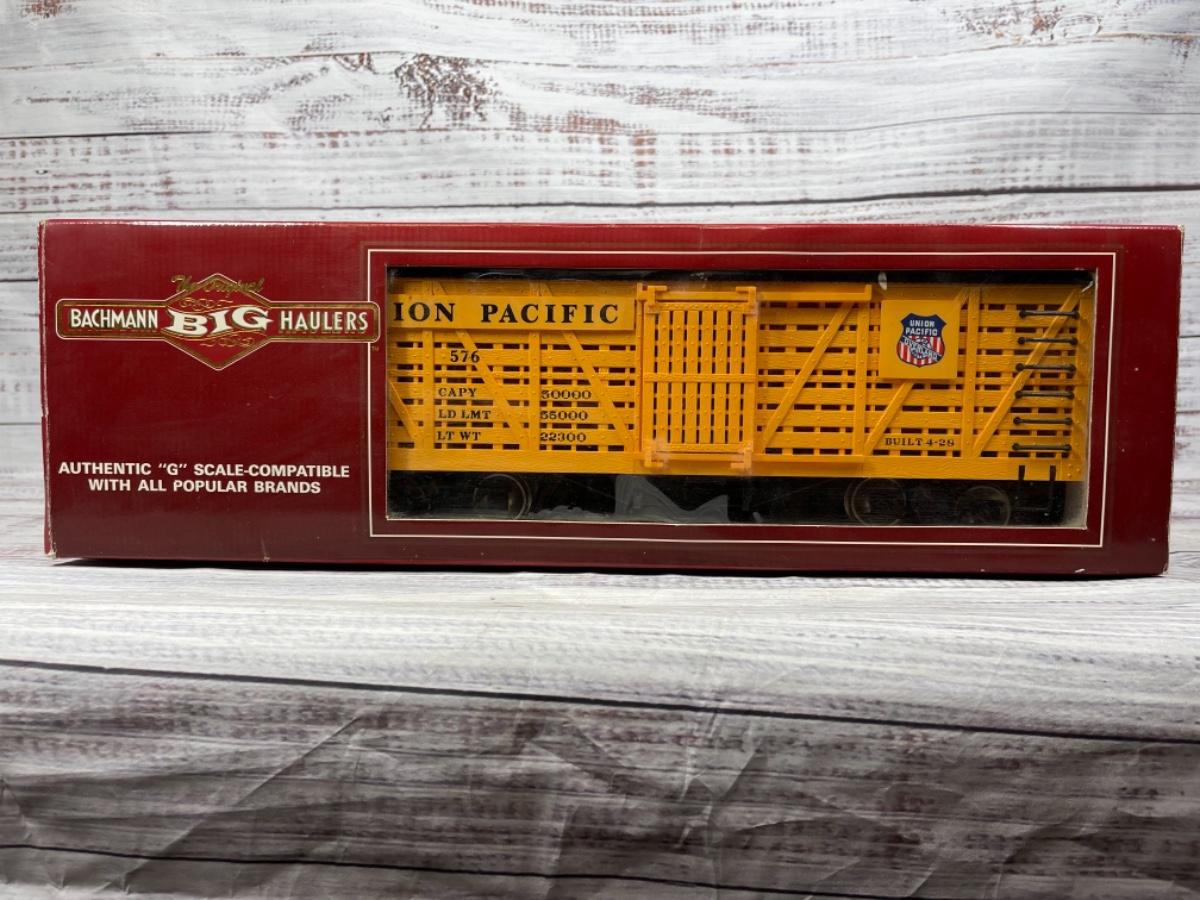 The Original
BACHMANN BIG HAULERS
AUTHENTIC "G" SCALE-COMPATIBLE
WITH ALL POPULAR BRANDS
ION PACIFIC
576
CAPY 50000
LD LMT 55000
LT WT 22300
UNION
PACIFIC
OVERLAND
BUILT 4-28